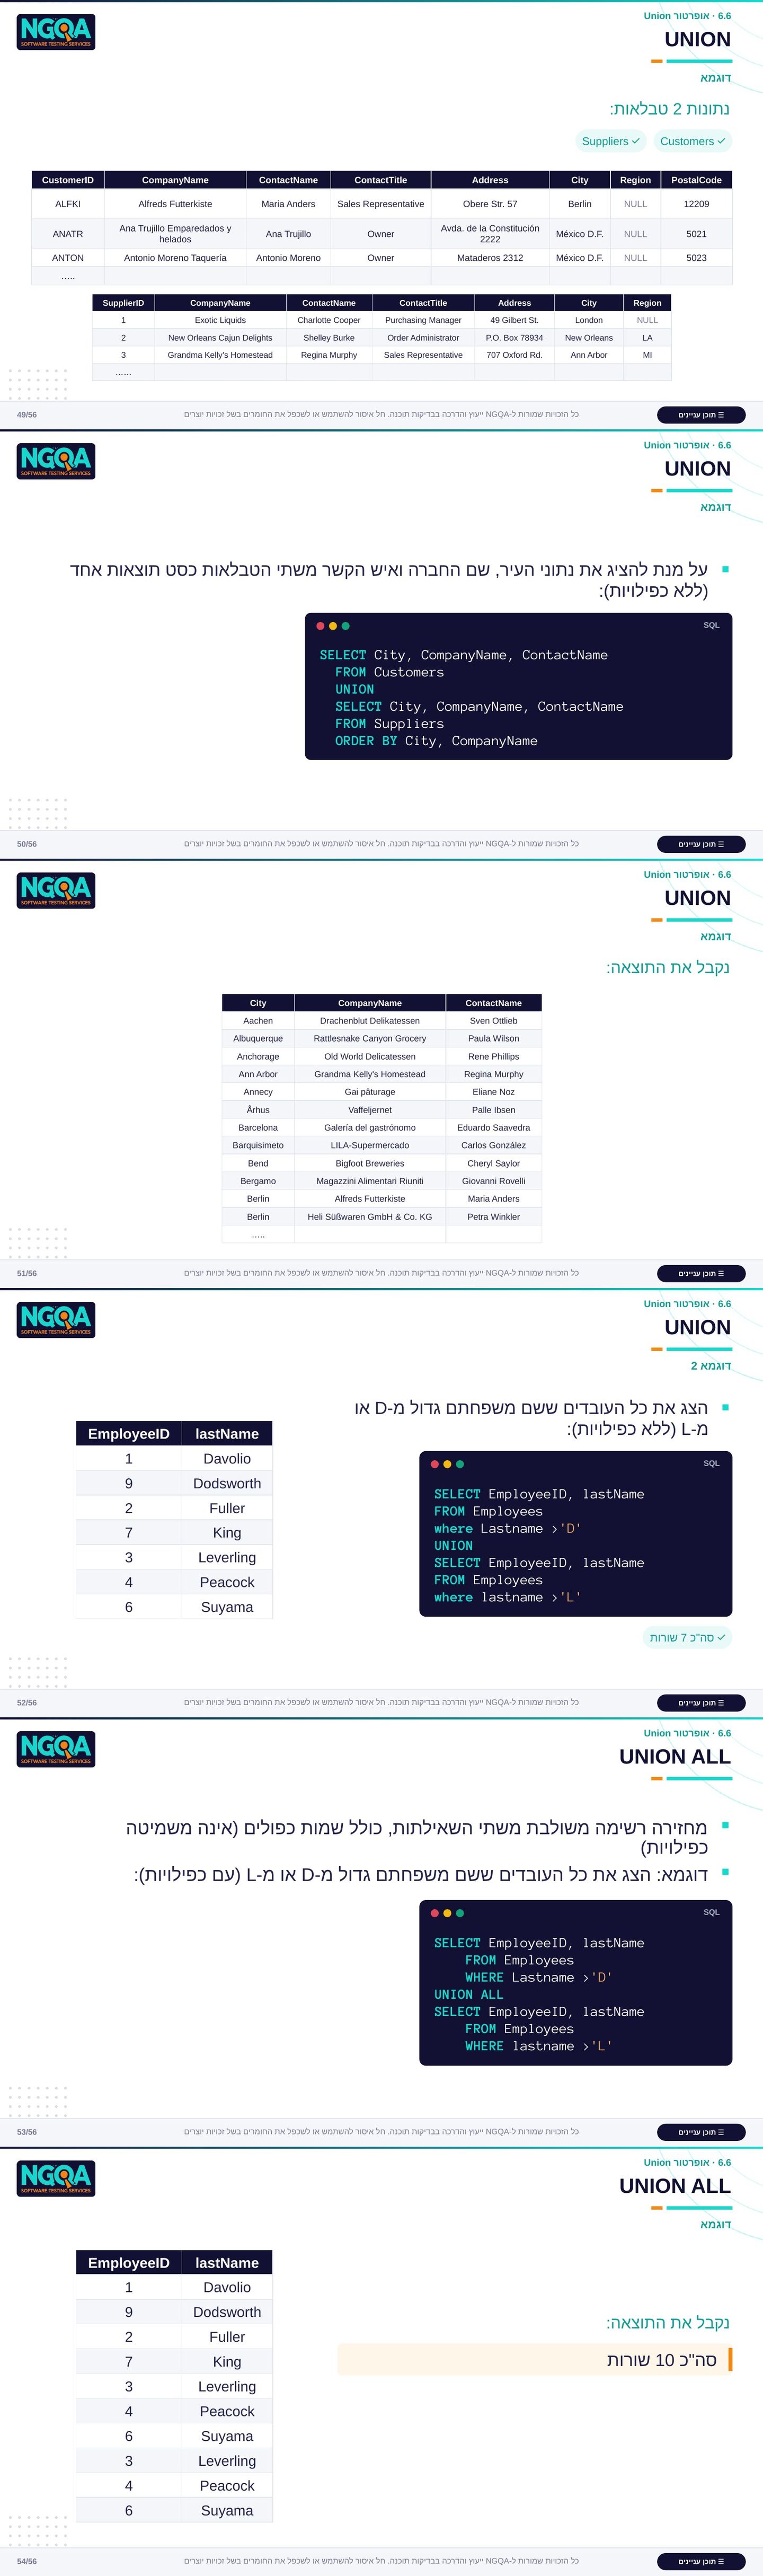 NGQA
SOFTWARE TESTING SERVICES
6.6 · אופרטור Union
UNION
דוגמא
נתונות 2 טבלאות:
✓ Customers ✓ Suppliers
CustomerID CompanyName ContactName ContactTitle Address City Region PostalCode
ALFKI Alfreds Futterkiste Maria Anders Sales Representative Obere Str. 57 Berlin NULL 12209
ANATR Ana Trujillo Emparedados y helados Ana Trujillo Owner Avda. de la Constitución 2222 México D.F. NULL 5021
ANTON Antonio Moreno Taquería Antonio Moreno Owner Mataderos 2312 México D.F. NULL 5023
…..
SupplierID CompanyName ContactName ContactTitle Address City Region
1 Exotic Liquids Charlotte Cooper Purchasing Manager 49 Gilbert St. London NULL
2 New Orleans Cajun Delights Shelley Burke Order Administrator P.O. Box 78934 New Orleans LA
3 Grandma Kelly's Homestead Regina Murphy Sales Representative 707 Oxford Rd. Ann Arbor MI
……
☰ תוכן עניינים
כל הזכויות שמורות ל-NGQA ייעוץ והדרכה בבדיקות תוכנה. חל איסור להשתמש או לשכפל את החומרים בשל זכויות יוצרים
49/56
NGQA
SOFTWARE TESTING SERVICES
6.6 · אופרטור Union
UNION
דוגמא
על מנת להציג את נתוני העיר, שם החברה ואיש הקשר משתי הטבלאות כסט תוצאות אחד
(ללא כפילויות):
SQL
SELECT City, CompanyName, ContactName
FROM Customers
UNION
SELECT City, CompanyName, ContactName
FROM Suppliers
ORDER BY City, CompanyName
☰ תוכן עניינים
כל הזכויות שמורות ל-NGQA ייעוץ והדרכה בבדיקות תוכנה. חל איסור להשתמש או לשכפל את החומרים בשל זכויות יוצרים
50/56
NGQA
SOFTWARE TESTING SERVICES
6.6 · אופרטור Union
UNION
דוגמא
נקבל את התוצאה:
City CompanyName ContactName
Aachen Drachenblut Delikatessen Sven Ottlieb
Albuquerque Rattlesnake Canyon Grocery Paula Wilson
Anchorage Old World Delicatessen Rene Phillips
Ann Arbor Grandma Kelly's Homestead Regina Murphy
Annecy Gai pâturage Eliane Noz
Århus Vaffeljernet Palle Ibsen
Barcelona Galería del gastrónomo Eduardo Saavedra
Barquisimeto LILA-Supermercado Carlos González
Bend Bigfoot Breweries Cheryl Saylor
Bergamo Magazzini Alimentari Riuniti Giovanni Rovelli
Berlin Alfreds Futterkiste Maria Anders
Berlin Heli Süßwaren GmbH & Co. KG Petra Winkler
…..
☰ תוכן עניינים
כל הזכויות שמורות ל-NGQA ייעוץ והדרכה בבדיקות תוכנה. חל איסור להשתמש או לשכפל את החומרים בשל זכויות יוצרים
51/56
NGQA
SOFTWARE TESTING SERVICES
6.6 · אופרטור Union
UNION
דוגמא 2
הצג את כל העובדים ששם משפחתם גדול מ-D או
מ-L (ללא כפילויות):
SQL
SELECT EmployeeID, lastName
FROM Employees
where Lastname >'D'
UNION
SELECT EmployeeID, lastName
FROM Employees
where lastname >'L'
✓ סה"כ 7 שורות
EmployeeID lastName
1 Davolio
9 Dodsworth
2 Fuller
7 King
3 Leverling
4 Peacock
6 Suyama
☰ תוכן עניינים
כל הזכויות שמורות ל-NGQA ייעוץ והדרכה בבדיקות תוכנה. חל איסור להשתמש או לשכפל את החומרים בשל זכויות יוצרים
52/56
NGQA
SOFTWARE TESTING SERVICES
6.6 · אופרטור Union
UNION ALL
מחזירה רשימה משולבת משתי השאילתות, כולל שמות כפולים (אינה משמיטה
כפילויות)
דוגמא: הצג את כל העובדים ששם משפחתם גדול מ-D או מ-L (עם כפילויות):
SQL
SELECT EmployeeID, lastName
FROM Employees
WHERE Lastname >'D'
UNION ALL
SELECT EmployeeID, lastName
FROM Employees
WHERE lastname >'L'
☰ תוכן עניינים
כל הזכויות שמורות ל-NGQA ייעוץ והדרכה בבדיקות תוכנה. חל איסור להשתמש או לשכפל את החומרים בשל זכויות יוצרים
53/56
NGQA
SOFTWARE TESTING SERVICES
6.6 · אופרטור Union
UNION ALL
דוגמא
נקבל את התוצאה:
סה"כ 10 שורות
EmployeeID lastName
1 Davolio
9 Dodsworth
2 Fuller
7 King
3 Leverling
4 Peacock
6 Suyama
3 Leverling
4 Peacock
6 Suyama
☰ תוכן עניינים
כל הזכויות שמורות ל-NGQA ייעוץ והדרכה בבדיקות תוכנה. חל איסור להשתמש או לשכפל את החומרים בשל זכויות יוצרים
54/56